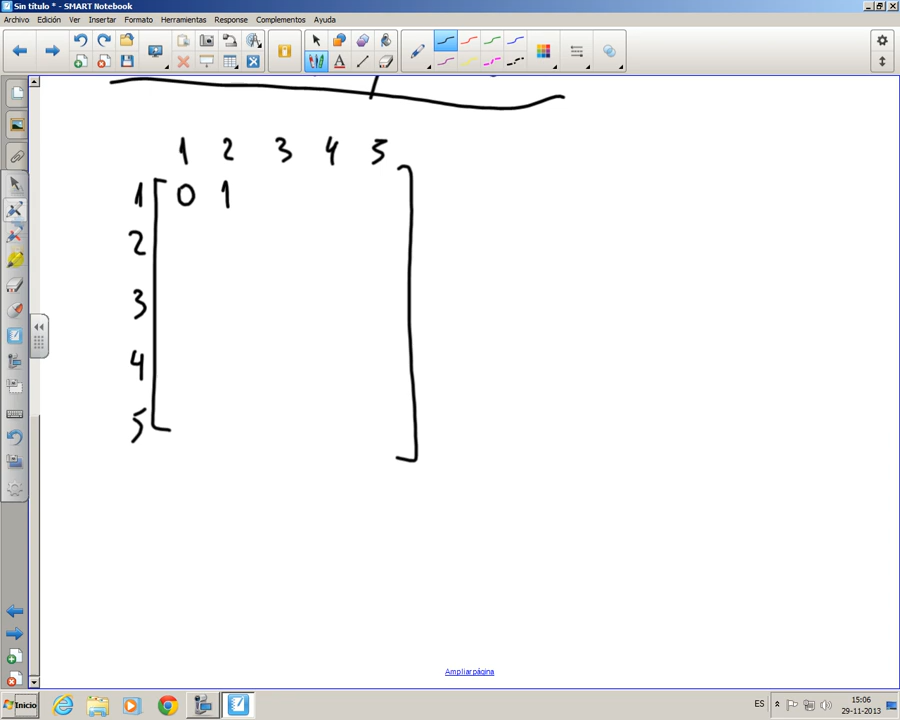 Sin título * - SMART Notebook
Archivo Edición Ver Insertar Formato Herramientas Response Complementos Ayuda
1 2 3 4 5
1 0 1
2
3
4
5
Ampliar página
Inicio
ES
15:06
29-11-2013